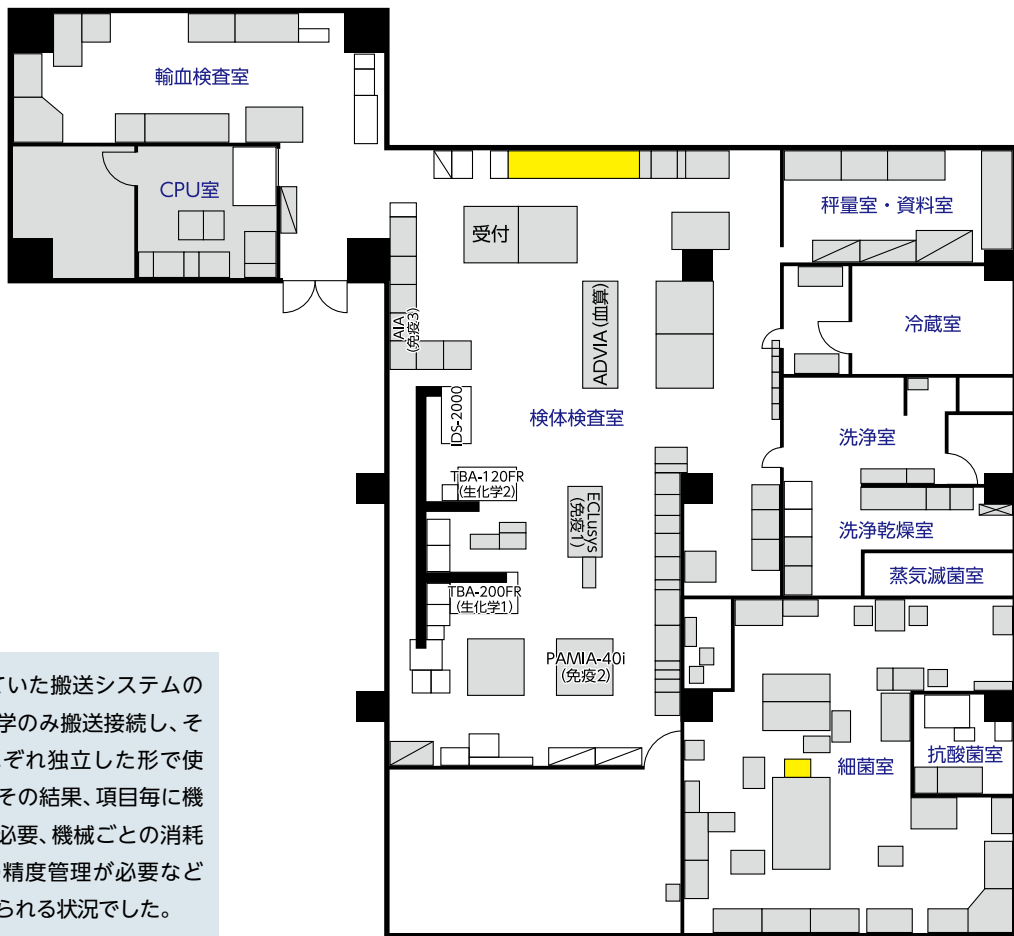 輸血検査室
CPU室
受付
秤量室・資料室
冷蔵室
AIA
(免疫3)
ADVIA(血算)
検体検査室
IDS-2000
TBA-120FR
(生化学2)
ECLusys
(免疫1)
洗浄室
洗浄乾燥室
蒸気滅菌室
TBA-200FR
(生化学1)
PAMIA-40i
(免疫2)
細菌室
抗酸菌室
ていた搬送システムの
学のみ搬送接続し、そ
ぞれ独立した形で使
その結果、項目毎に機
必要、機械ごとの消耗
精度管理が必要など
られる状況でした。